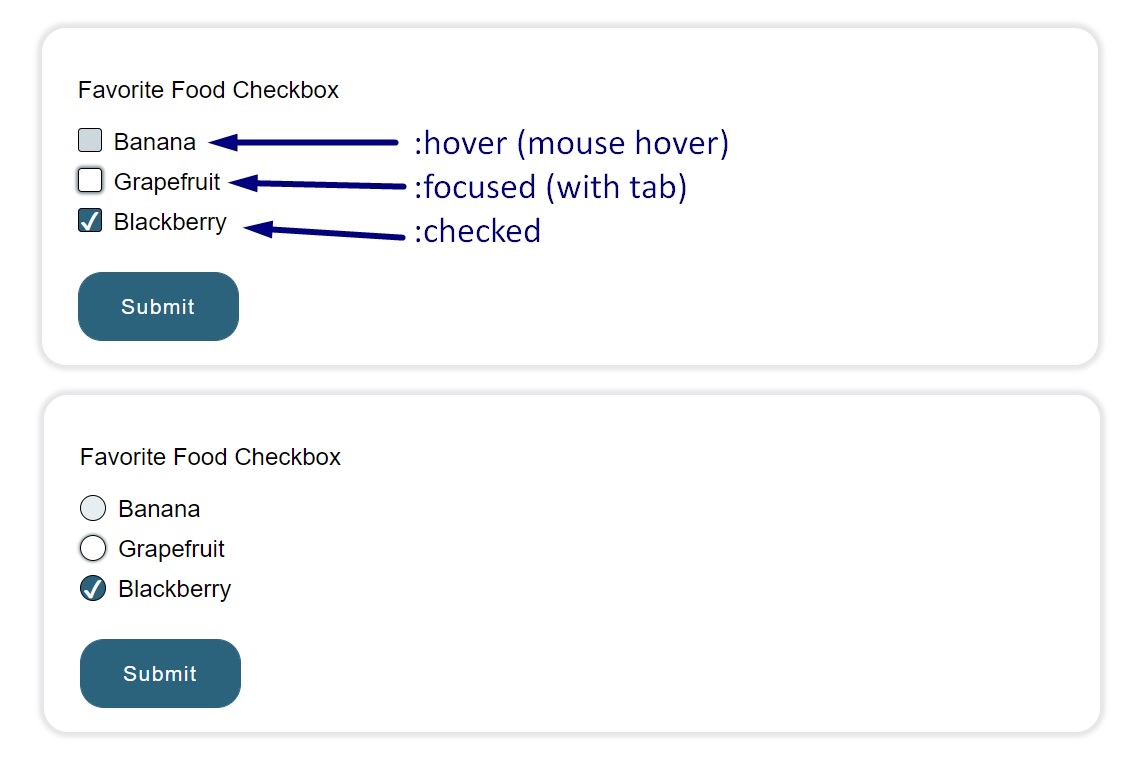 Favorite Food Checkbox
Banana :hover (mouse hover)
Grapefruit :focused (with tab)
Blackberry :checked
Submit
Favorite Food Checkbox
Banana
Grapefruit
Blackberry
Submit